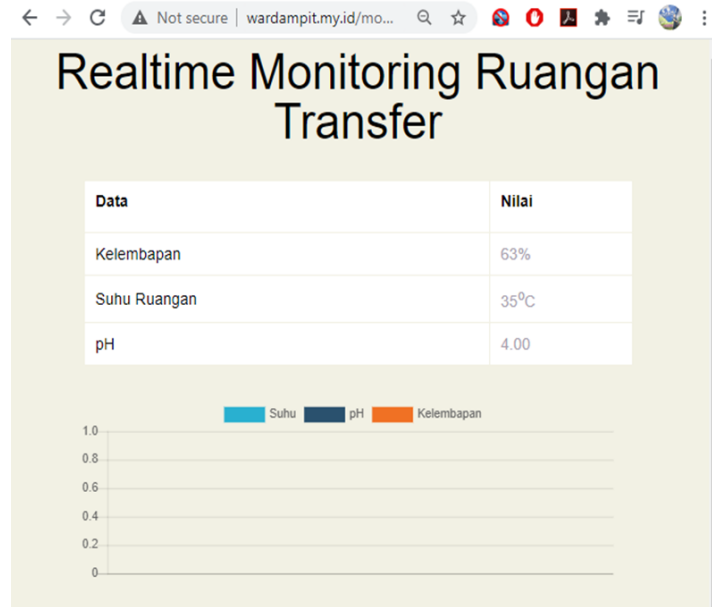 Not secure | wardampit.my.id/mo...
Realtime Monitoring Ruangan
Transfer
Data Nilai
Kelembapan 63%
Suhu Ruangan 35⁰C
pH 4.00
Suhu pH Kelembapan
1.0
0.8
0.6
0.4
0.2
0